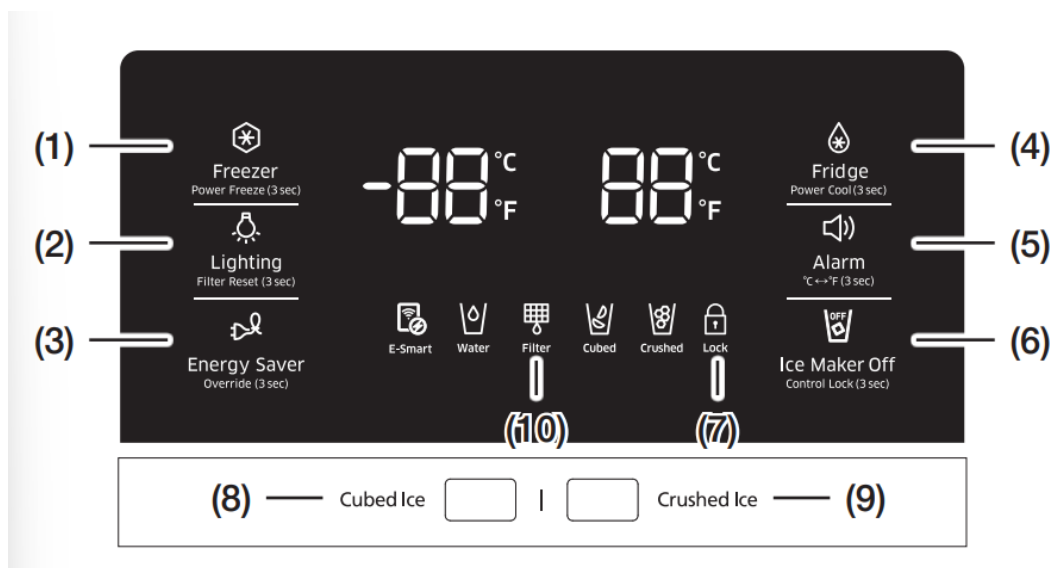 (1)
Freezer
Power Freeze (3 sec)
(2)
Lighting
Filter Reset (3 sec)
(3)
Energy Saver
Override (3 sec)
-88 °C
°F
88 °C
°F
(4)
Fridge
Power Cool (3 sec)
(5)
Alarm
°C↔°F (3 sec)
OFF
(6)
Ice Maker Off
Control Lock (3 sec)
E-Smart Water Filter Cubed Crushed Lock
(10) (7)
(8) Cubed Ice | Crushed Ice (9)